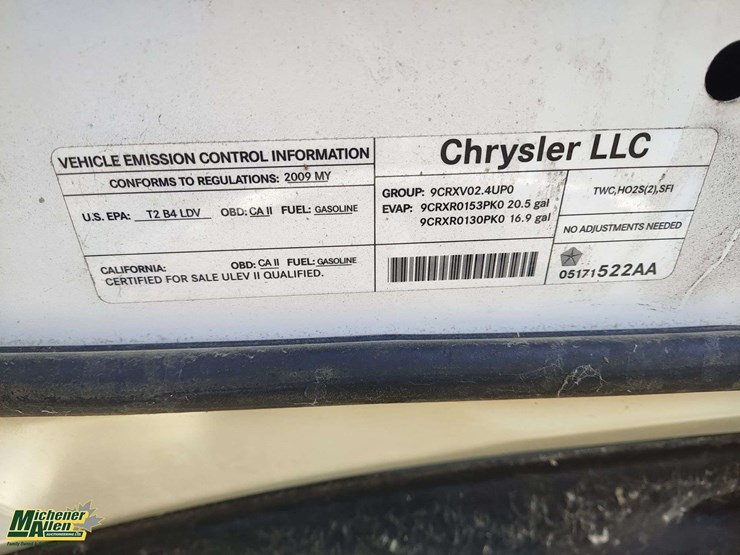 VEHICLE EMISSION CONTROL INFORMATION
CONFORMS TO REGULATIONS: 2009 MY
U.S. EPA: T2 B4 LDV OBD: CA II FUEL: GASOLINE
CALIFORNIA: OBD: CA II FUEL: GASOLINE
CERTIFIED FOR SALE ULEV II QUALIFIED.
Chrysler LLC
GROUP: 9CRXV02.4UP0
EVAP: 9CRXR0153PK0 20.5 gal
9CRXR0130PK0 16.9 gal
TWC,HO2S(2),SFI
NO ADJUSTMENTS NEEDED
05171522AA
Michener
Allen
AUCTIONEERING LTD.